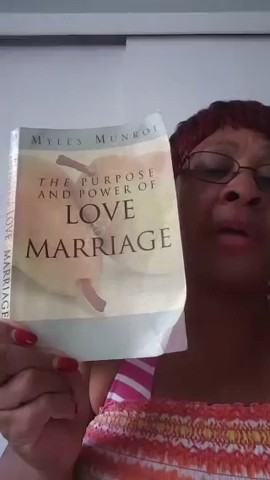 MYLES MUNROE
THE PURPOSE
AND POWER OF
LOVE
MARRIAGE
LOVE MARRIAGE